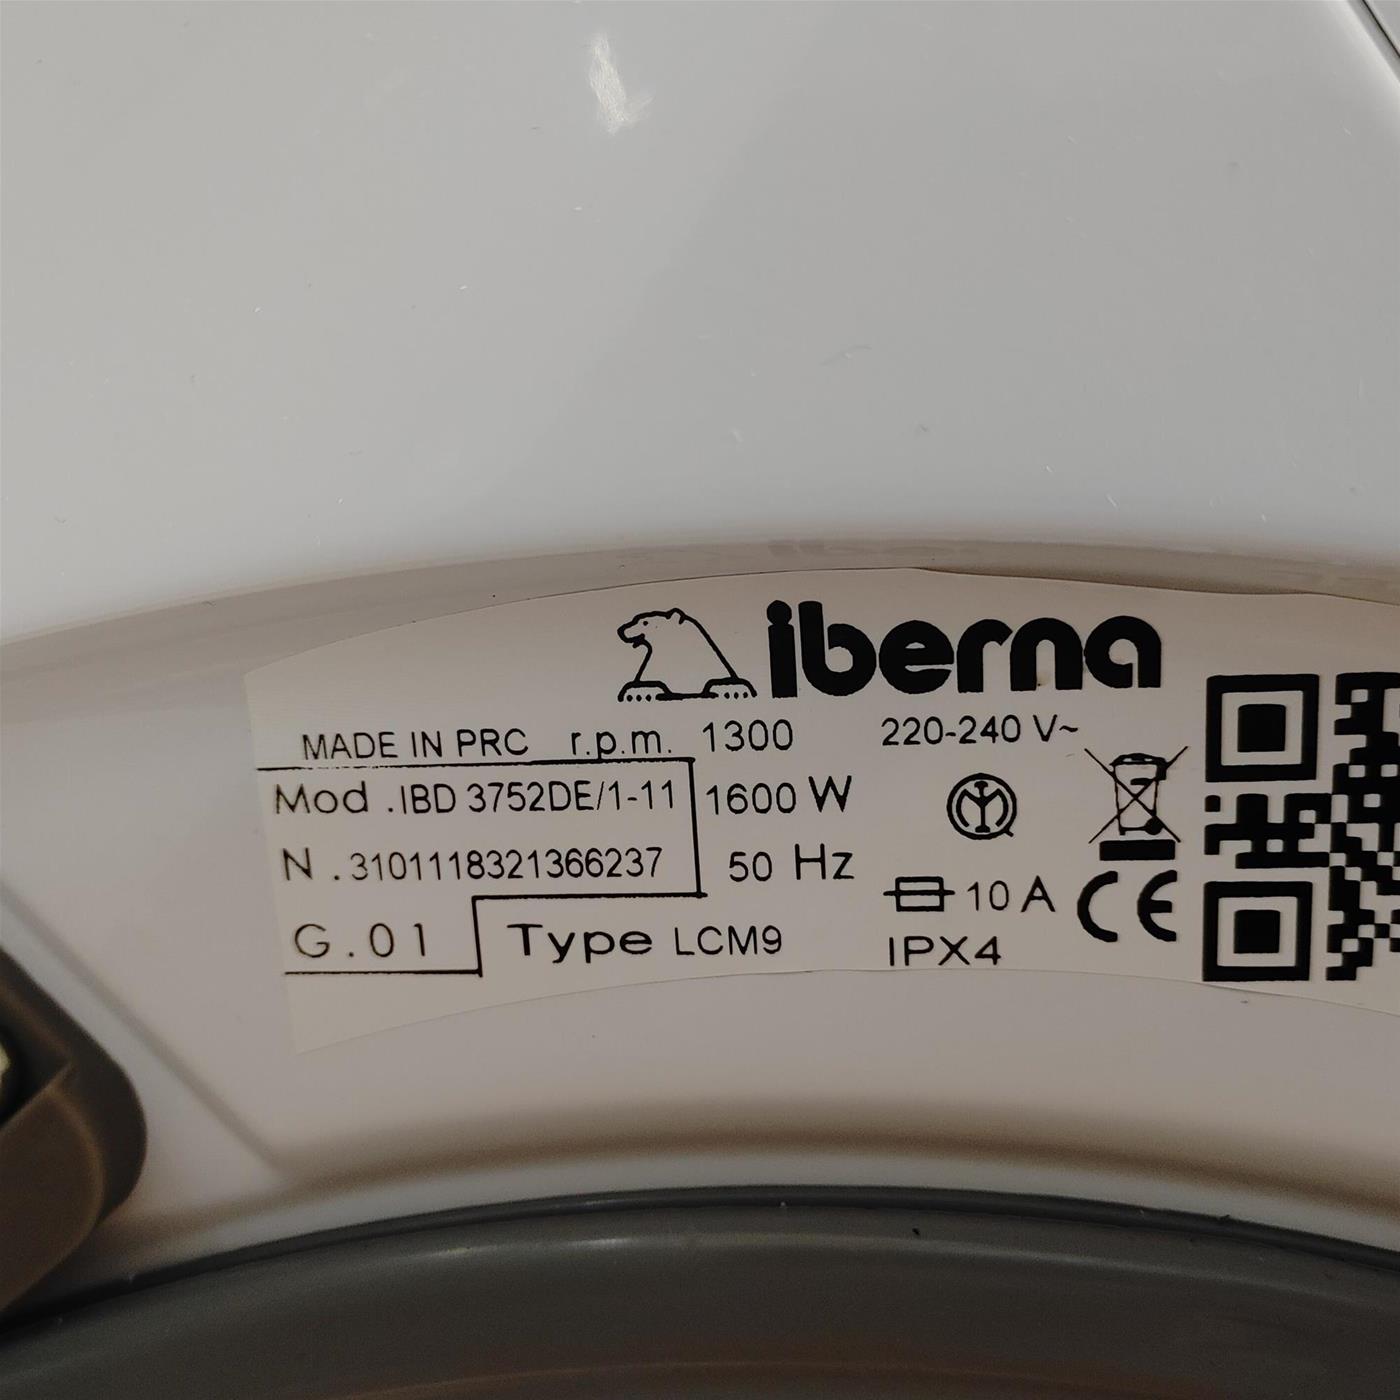 iberna
MADE IN PRC r.p.m. 1300 220-240 V~
Mod .IBD 3752DE/1-11 1600 W
N .3101118321366237 50 Hz
10 A CE
G.01 Type LCM9 IPX4